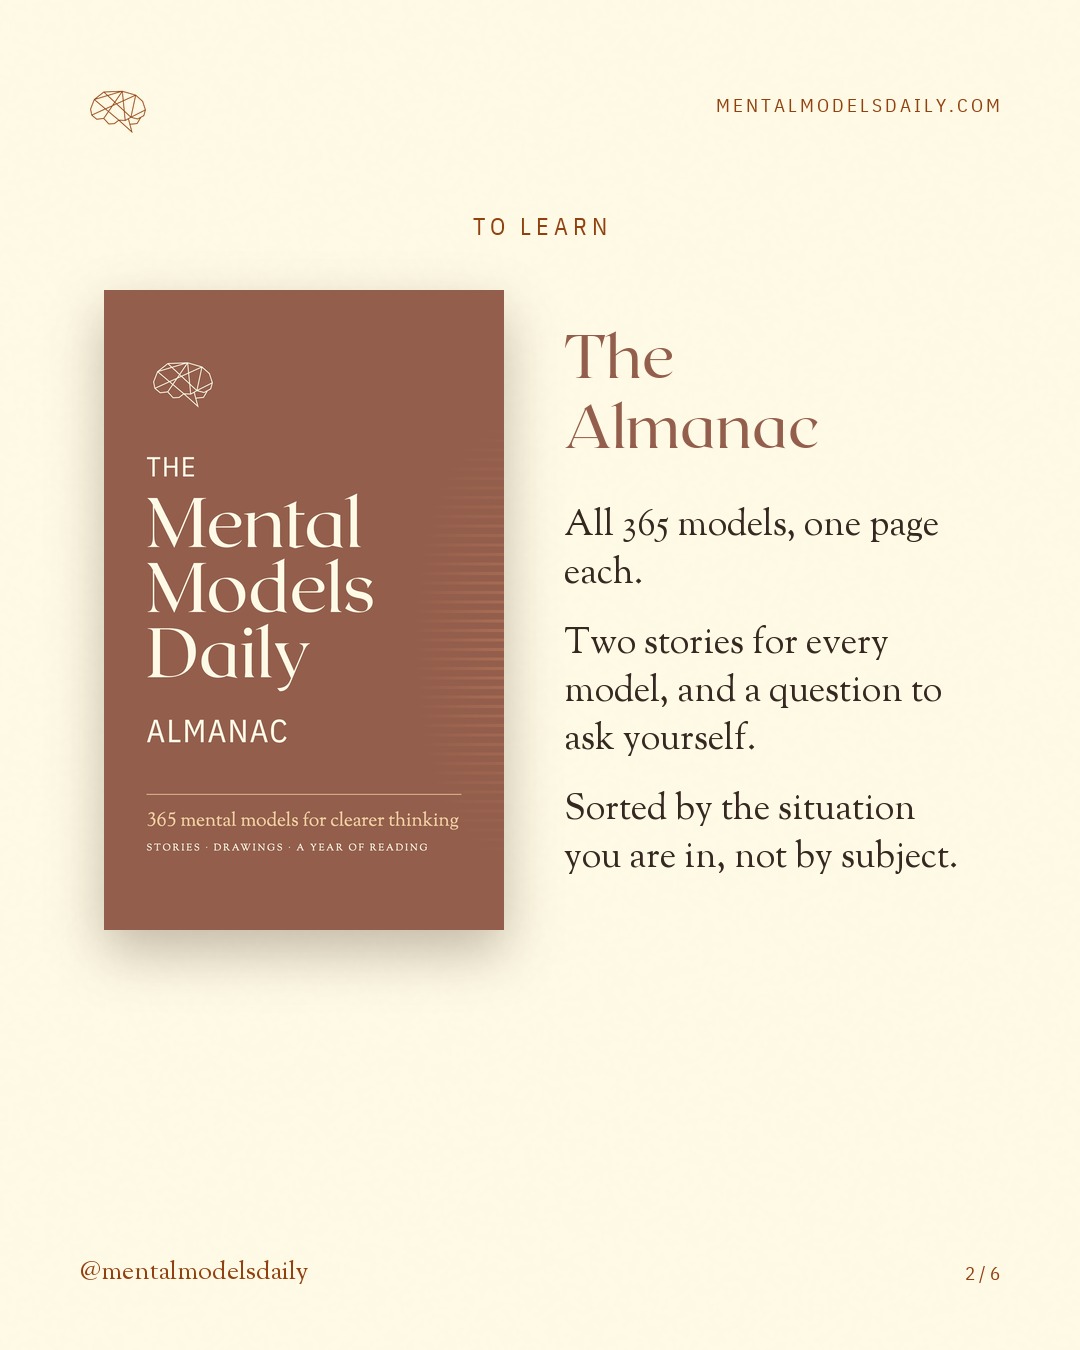 MENTALMODELSDAILY.COM
TO LEARN
THE
Mental
Models
Daily
ALMANAC
365 mental models for clearer thinking
STORIES · DRAWINGS · A YEAR OF READING
The
Almanac
All 365 models, one page
each.
Two stories for every
model, and a question to
ask yourself.
Sorted by the situation
you are in, not by subject.
@mentalmodelsdaily
2 / 6